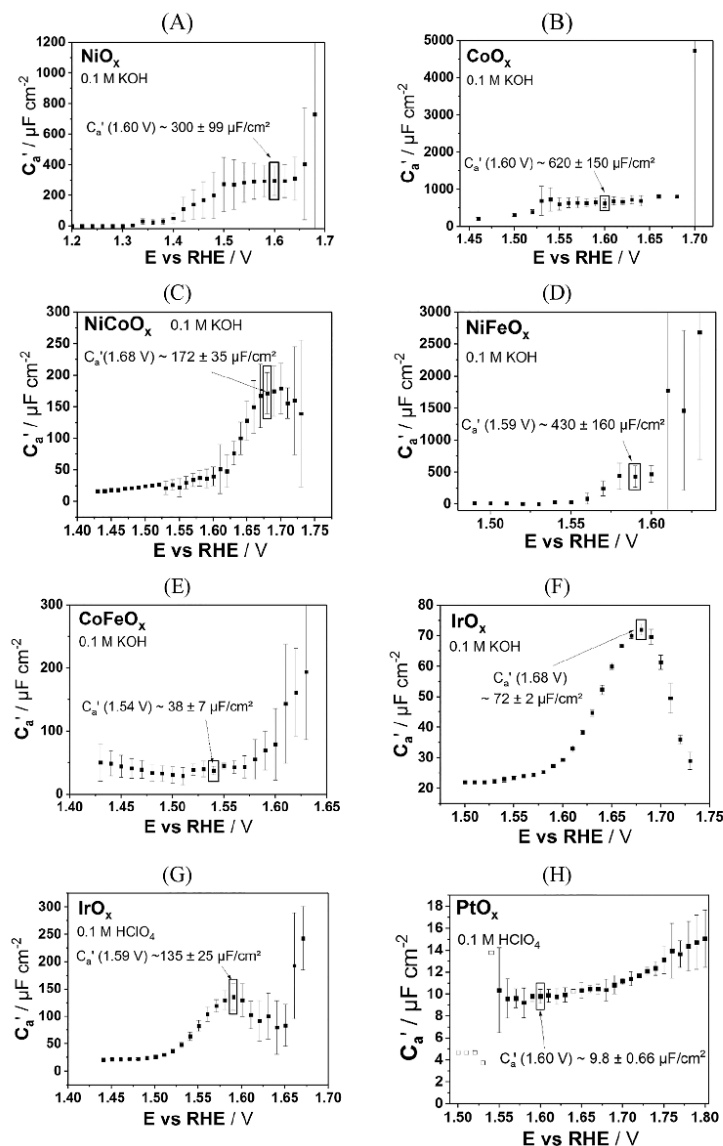 (A)
NiOₓ
0.1 M KOH
Cₐ' (1.60 V) ~ 300 ± 99 µF/cm²
Cₐ' / µF cm⁻²
1200
1000
800
600
400
200
0
1.2 1.3 1.4 1.5 1.6 1.7
E vs RHE / V
(B)
CoOₓ
0.1 M KOH
Cₐ' (1.60 V) ~ 620 ± 150 µF/cm²
Cₐ' / µF cm⁻²
5000
4000
3000
2000
1000
0
1.45 1.50 1.55 1.60 1.65 1.70
E vs RHE / V
(C)
NiCoOₓ 0.1 M KOH
Cₐ'(1.68 V) ~ 172 ± 35 µF/cm²
Cₐ' / µF cm⁻²
300
250
200
150
100
50
0
1.40 1.45 1.50 1.55 1.60 1.65 1.70 1.75
E vs RHE / V
(D)
NiFeOₓ
0.1 M KOH
Cₐ' (1.59 V) ~ 430 ± 160 µF/cm²
Cₐ' / µF cm⁻²
3000
2500
2000
1500
1000
500
0
1.50 1.56 1.60
E vs RHE / V
(E)
CoFeOₓ
0.1 M KOH
Cₐ' (1.54 V) ~ 38 ± 7 µF/cm²
Cₐ' / µF cm⁻²
300
200
100
50
0
1.40 1.45 1.50 1.55 1.60 1.65
E vs RHE / V
(F)
IrOₓ
0.1 M KOH
Cₐ' (1.68 V)
~ 72 ± 2 µF/cm²
Cₐ' / µF cm⁻²
80
70
60
50
40
30
20
1.50 1.55 1.60 1.65 1.70 1.75
E vs RHE / V
(G)
IrOₓ
0.1 M HClO₄
Cₐ' (1.59 V) ~135 ± 25 µF/cm²
Cₐ' / µF cm⁻²
300
250
200
150
100
50
0
1.40 1.45 1.50 1.55 1.60 1.65 1.70
E vs RHE / V
(H)
PtOₓ
0.1 M HClO₄
Cₐ' (1.60 V) ~ 9.8 ± 0.66 µF/cm²
Cₐ' / µF cm⁻²
18
16
14
12
10
8
6
4
2
0
1.50 1.55 1.60 1.65 1.70 1.75 1.80
E vs RHE / V